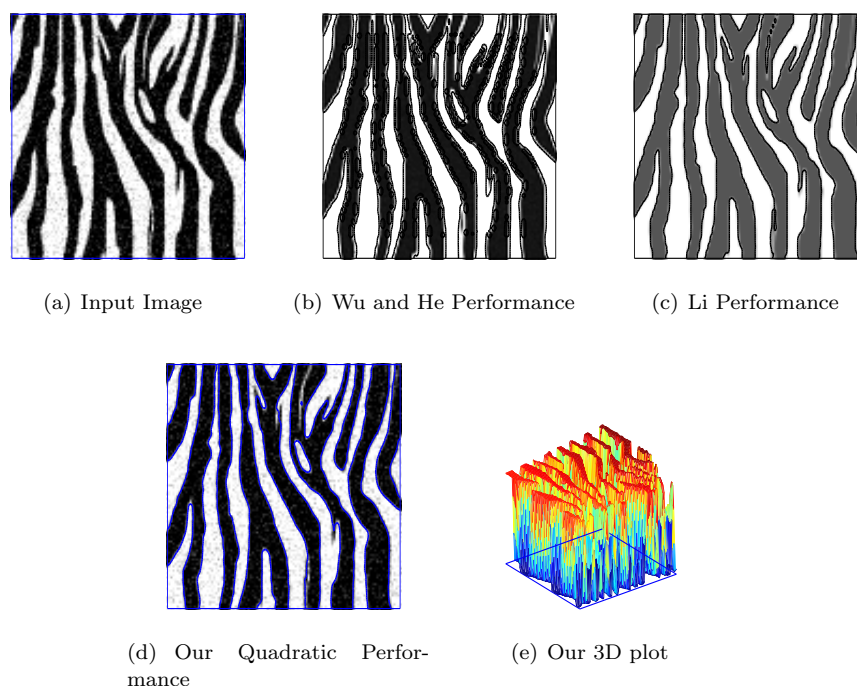 (a) Input Image
(b) Wu and He Performance
(c) Li Performance
(d) Our Quadratic Perfor-
mance
(e) Our 3D plot